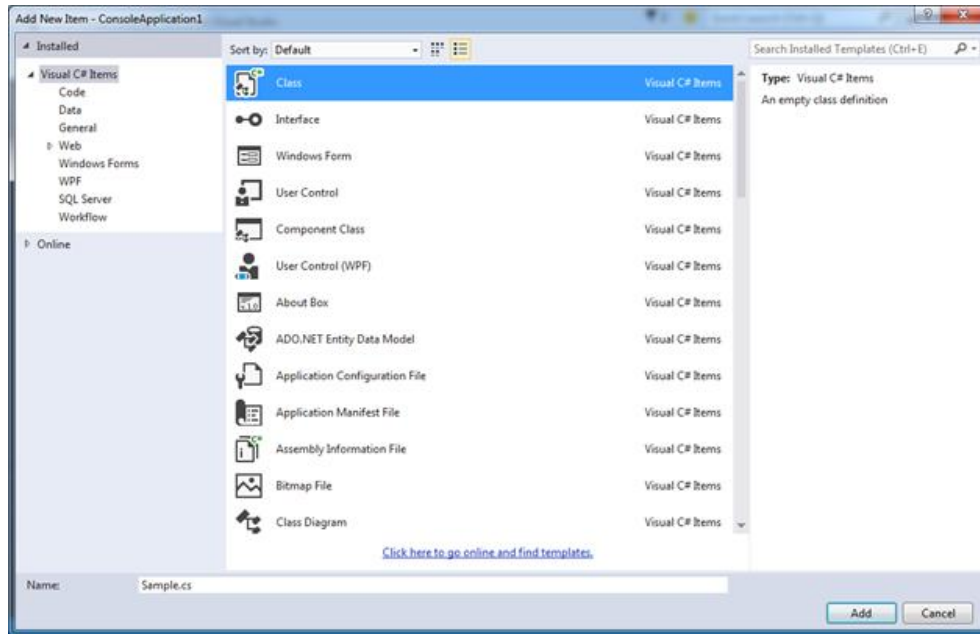 Add New Item - ConsoleApplication1
Installed
Visual C# Items
Code
Data
General
Web
Windows Forms
WPF
SQL Server
Workflow
Online
Sort by: Default
Class Visual C# Items
Interface Visual C# Items
Windows Form Visual C# Items
User Control Visual C# Items
Component Class Visual C# Items
User Control (WPF) Visual C# Items
About Box Visual C# Items
ADO.NET Entity Data Model Visual C# Items
Application Configuration File Visual C# Items
Application Manifest File Visual C# Items
Assembly Information File Visual C# Items
Bitmap File Visual C# Items
Class Diagram Visual C# Items
Click here to go online and find templates.
Search Installed Templates (Ctrl+E)
Type: Visual C# Items
An empty class definition
Name: Sample.cs
Add Cancel